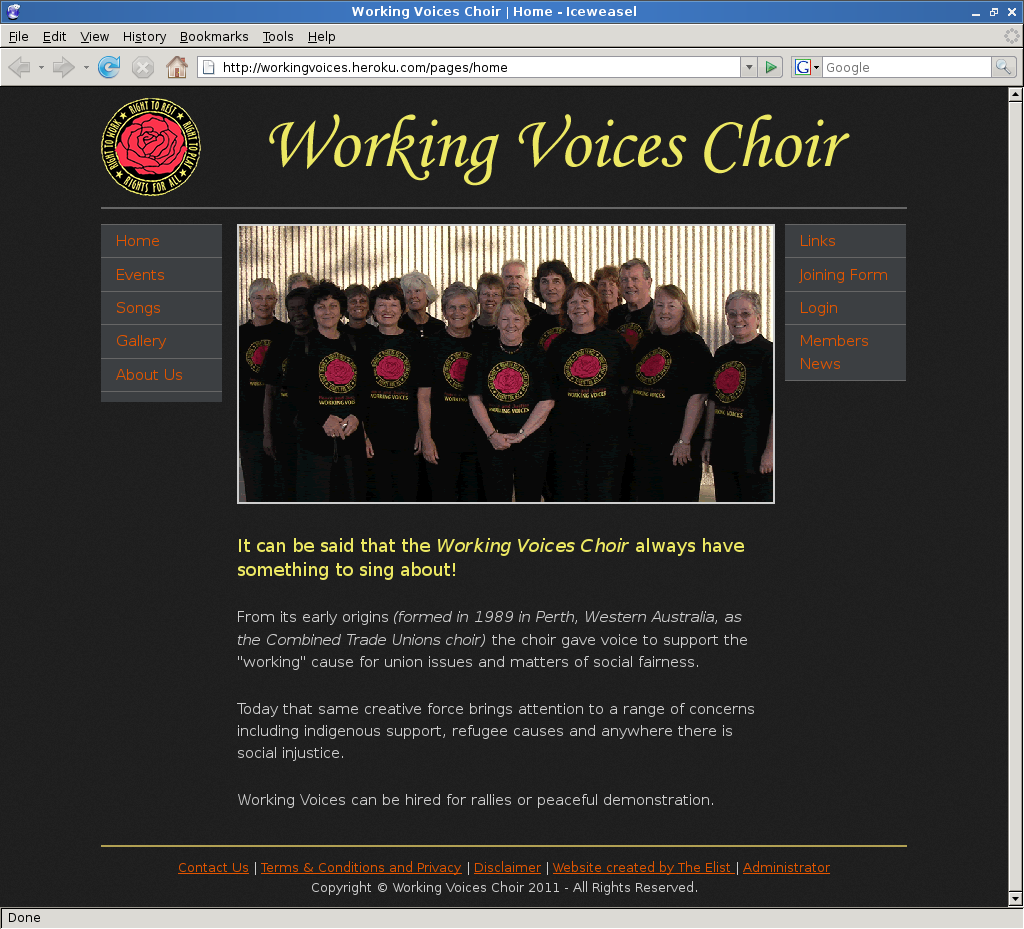 Working Voices Choir | Home - Iceweasel
File Edit View History Bookmarks Tools Help
http://workingvoices.heroku.com/pages/home
G Google
RIGHT TO WORK ★ RIGHT TO REST ★ RIGHT TO PLAY ★ RIGHTS FOR ALL ★
Working Voices Choir
Home
Events
Songs
Gallery
About Us
Links
Joining Form
Login
Members
News
WORKING VOICES
It can be said that the Working Voices Choir always have
something to sing about!
From its early origins (formed in 1989 in Perth, Western Australia, as
the Combined Trade Unions choir) the choir gave voice to support the
"working" cause for union issues and matters of social fairness.
Today that same creative force brings attention to a range of concerns
including indigenous support, refugee causes and anywhere there is
social injustice.
Working Voices can be hired for rallies or peaceful demonstration.
Contact Us | Terms & Conditions and Privacy | Disclaimer | Website created by The Elist | Administrator
Copyright © Working Voices Choir 2011 - All Rights Reserved.
Done